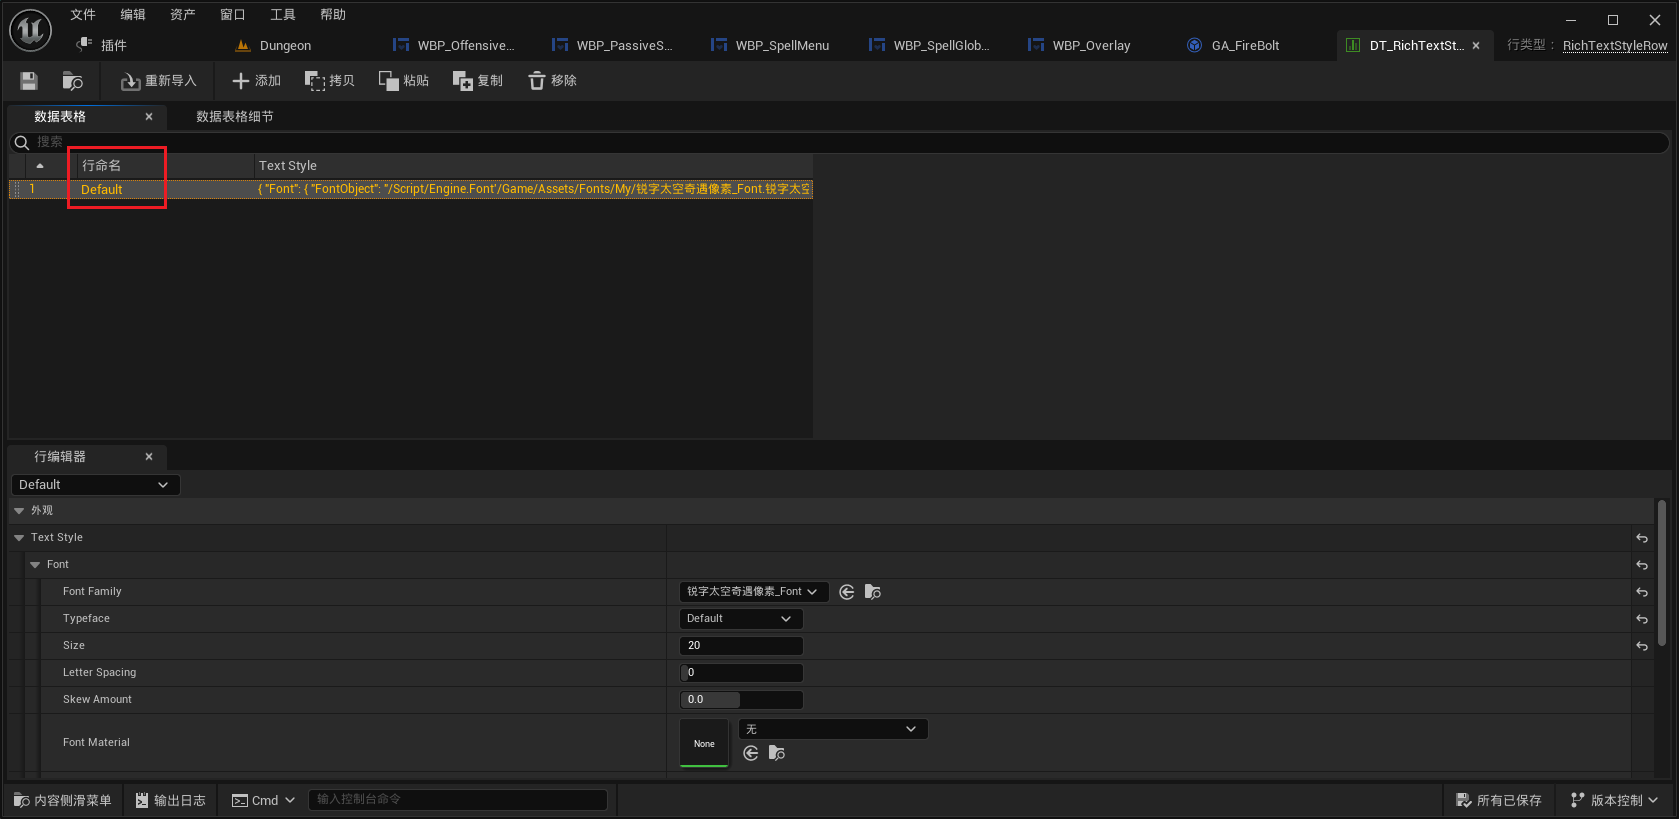 文件 编辑 资产 窗口 工具 帮助
插件 Dungeon WBP_Offensive... WBP_PassiveS... WBP_SpellMenu WBP_SpellGlob... WBP_Overlay GA_FireBolt DT_RichTextSt... 行类型： RichTextStyleRow
重新导入 添加 拷贝 粘贴 复制 移除
数据表格 数据表格细节
搜索
行命名 Text Style
1 Default { "Font": { "FontObject": "/Script/Engine.Font'/Game/Assets/Fonts/My/锐字太空奇遇像素_Font.锐字太空
行编辑器
Default
外观
Text Style
Font
Font Family 锐字太空奇遇像素_Font
Typeface Default
Size 20
Letter Spacing 0
Skew Amount 0.0
Font Material None 无
内容侧滑菜单 输出日志 Cmd 输入控制台命令 所有已保存 版本控制